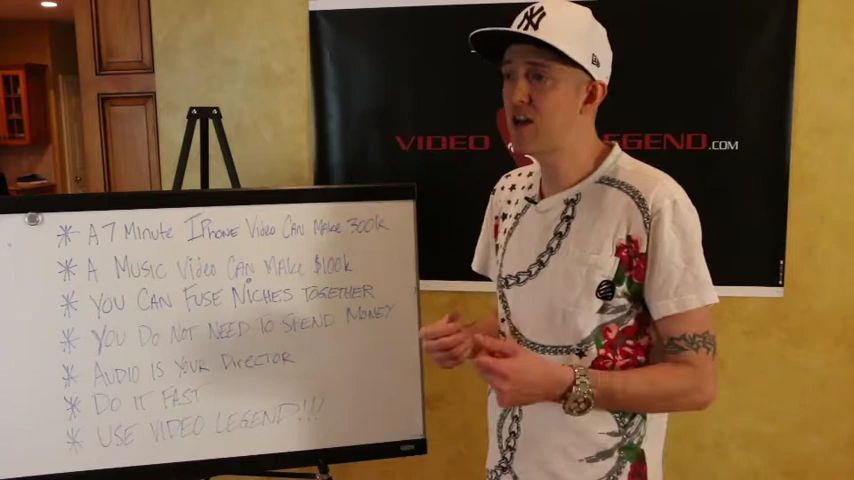 VIDEO LEGEND.COM
* A 7 MINUTE IPHONE VIDEO CAN MAKE 300K
* A MUSIC VIDEO CAN MAKE $100K
* YOU CAN FUSE NICHES TOGETHER
* YOU DO NOT NEED TO SPEND MONEY
* AUDIO IS YOUR DIRECTOR
* DO IT FAST
* USE VIDEO LEGEND!!!